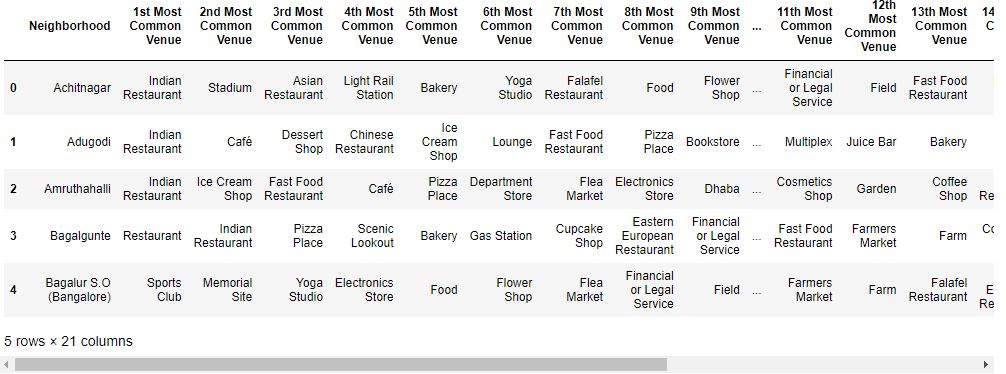 Neighborhood 1st Most Common Venue 2nd Most Common Venue 3rd Most Common Venue 4th Most Common Venue 5th Most Common Venue 6th Most Common Venue 7th Most Common Venue 8th Most Common Venue 9th Most Common Venue ... 11th Most Common Venue 12th Most Common Venue 13th Most Common Venue 14
0 Achitnagar Indian Restaurant Stadium Asian Restaurant Light Rail Station Bakery Yoga Studio Falafel Restaurant Food Flower Shop ... Financial or Legal Service Field Fast Food Restaurant
1 Adugodi Indian Restaurant Café Dessert Shop Chinese Restaurant Ice Cream Shop Lounge Fast Food Restaurant Pizza Place Bookstore ... Multiplex Juice Bar Bakery
2 Amruthahalli Indian Restaurant Ice Cream Shop Fast Food Restaurant Café Pizza Place Department Store Flea Market Electronics Store Dhaba ... Cosmetics Shop Garden Coffee Shop
3 Bagalgunte Restaurant Indian Restaurant Pizza Place Scenic Lookout Bakery Gas Station Cupcake Shop Eastern European Restaurant Financial or Legal Service ... Fast Food Restaurant Farmers Market Farm
4 Bagalur S.O (Bangalore) Sports Club Memorial Site Yoga Studio Electronics Store Food Flower Shop Flea Market Financial or Legal Service Field ... Farmers Market Farm Falafel Restaurant
5 rows × 21 columns